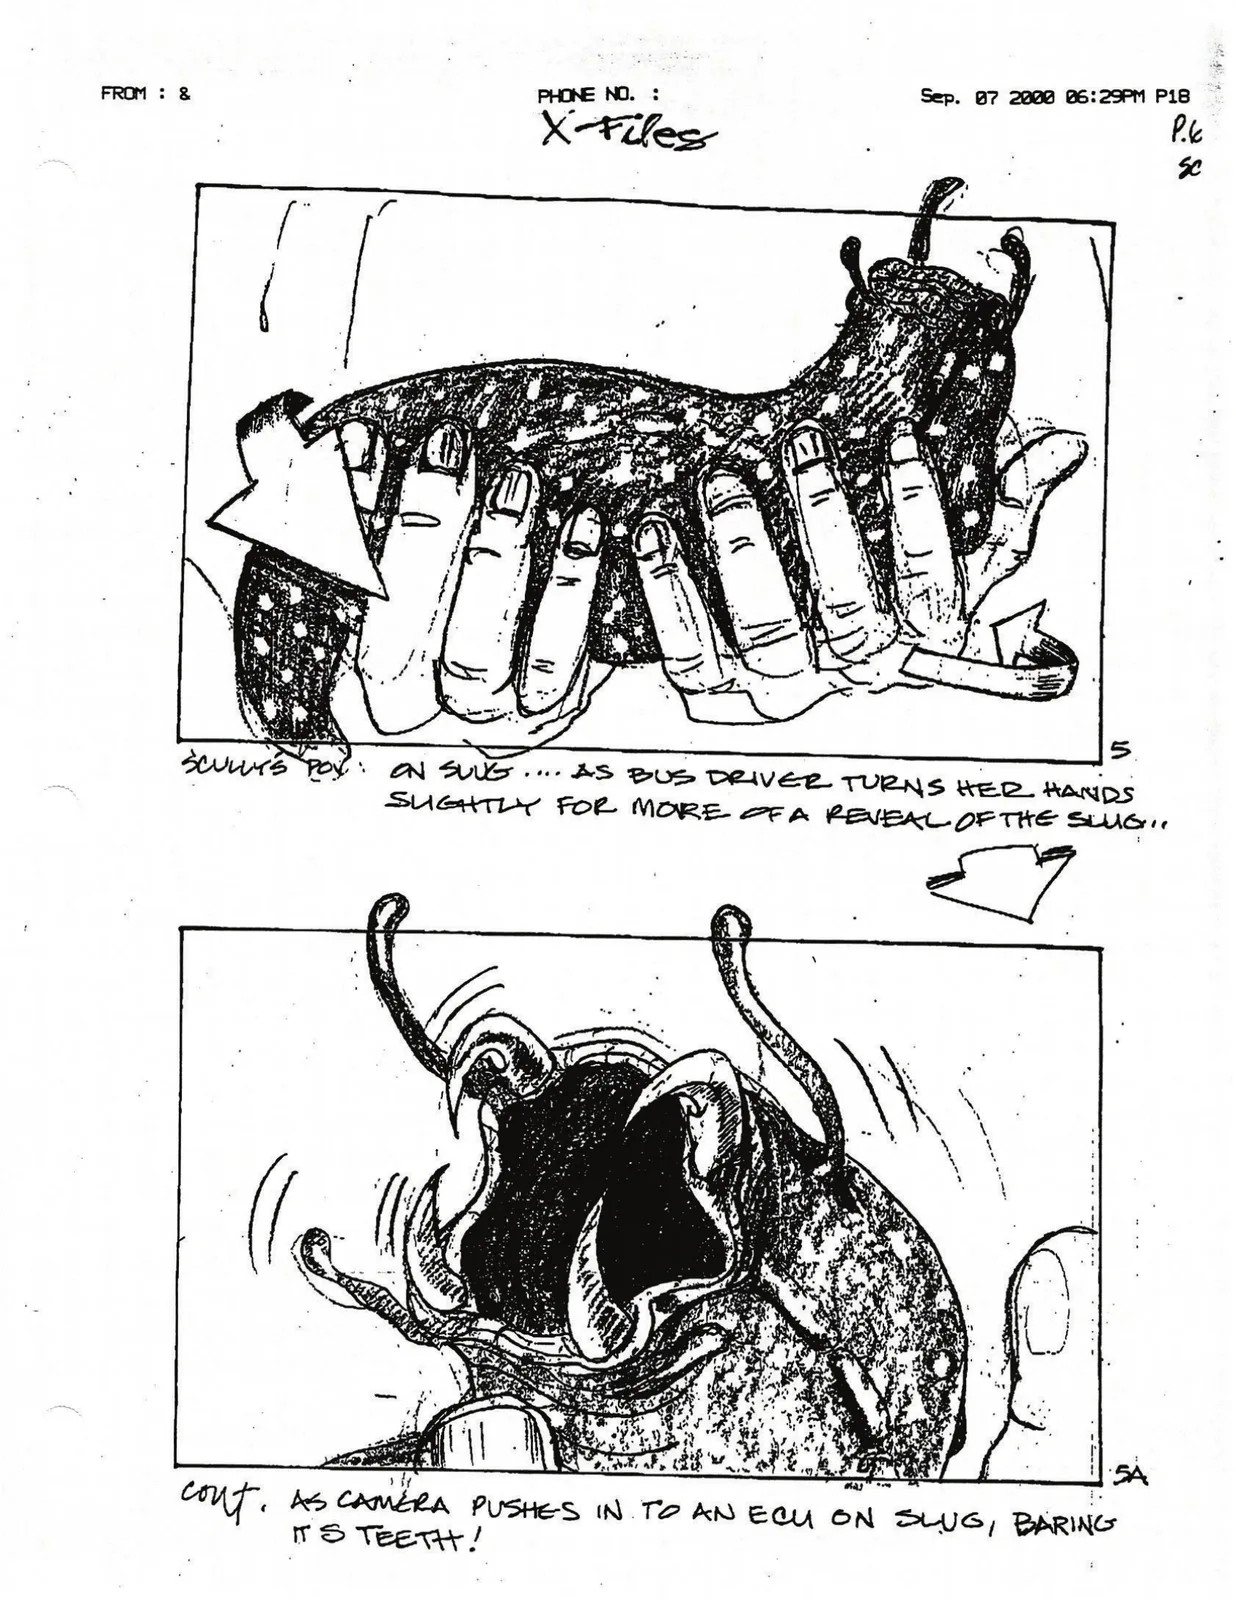 FROM : &
PHONE NO. :
Sep. 07 2000 06:29PM P18
X-Files
P.6
SC
5
SCULLY'S POV: ON SLUG .... AS BUS DRIVER TURNS HER HANDS
SLIGHTLY FOR MORE OF A REVEAL OF THE SLUG...
5A
CONT. AS CAMERA PUSHES IN TO AN ECU ON SLUG, BARING
ITS TEETH!